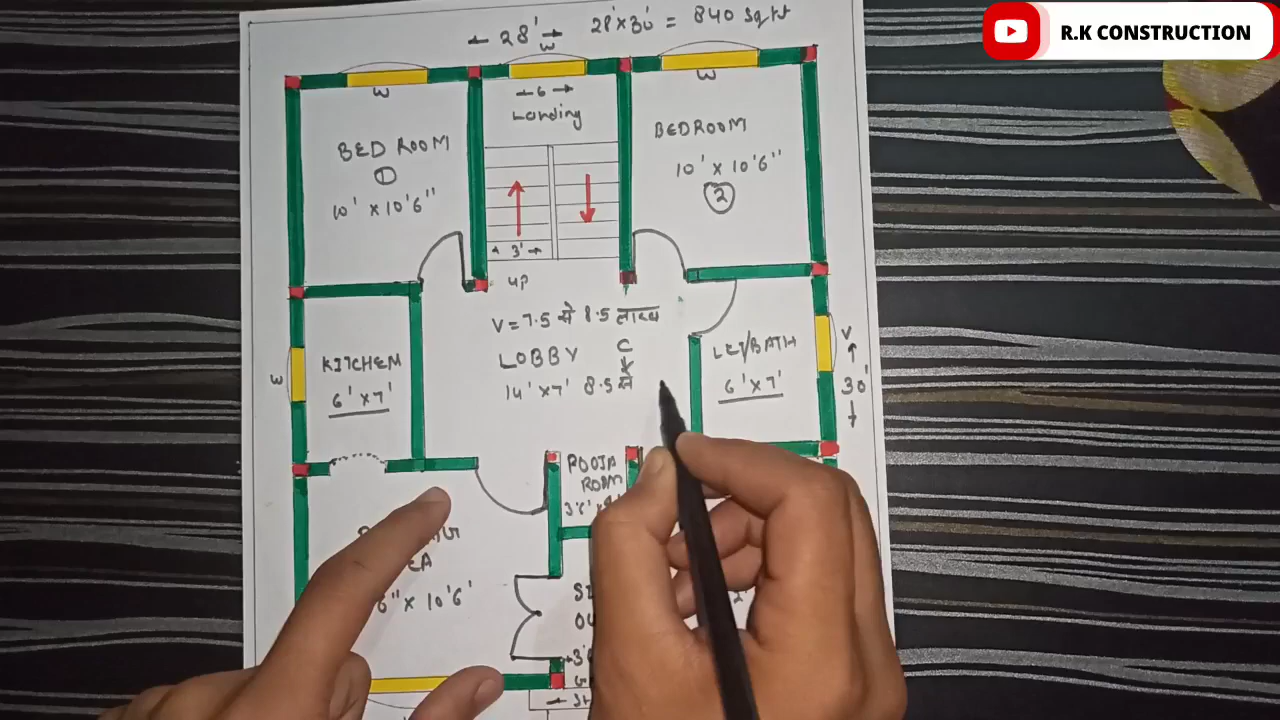 R.K CONSTRUCTION
28' 28'x30' = 840 Sqft
W
W
W
6
Landing
BED ROOM
1
10' x 10'6"
BEDROOM
10' x 10'6"
2
3'
UP
V = 7.5 से 8.5 लाख
LOBBY
14' x 7' 8.5 से
C
KITCHEN
6' x 7'
W
LET/BATH
6' x 7'
V
30'
POOJA
ROOM
6" x 10'6'